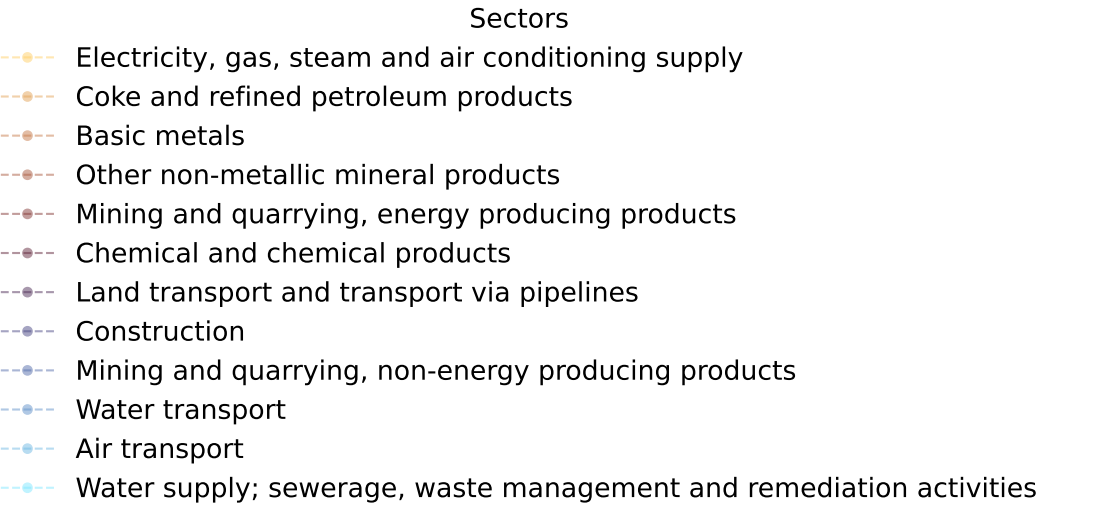 Sectors
Electricity, gas, steam and air conditioning supply
Coke and refined petroleum products
Basic metals
Other non-metallic mineral products
Mining and quarrying, energy producing products
Chemical and chemical products
Land transport and transport via pipelines
Construction
Mining and quarrying, non-energy producing products
Water transport
Air transport
Water supply; sewerage, waste management and remediation activities